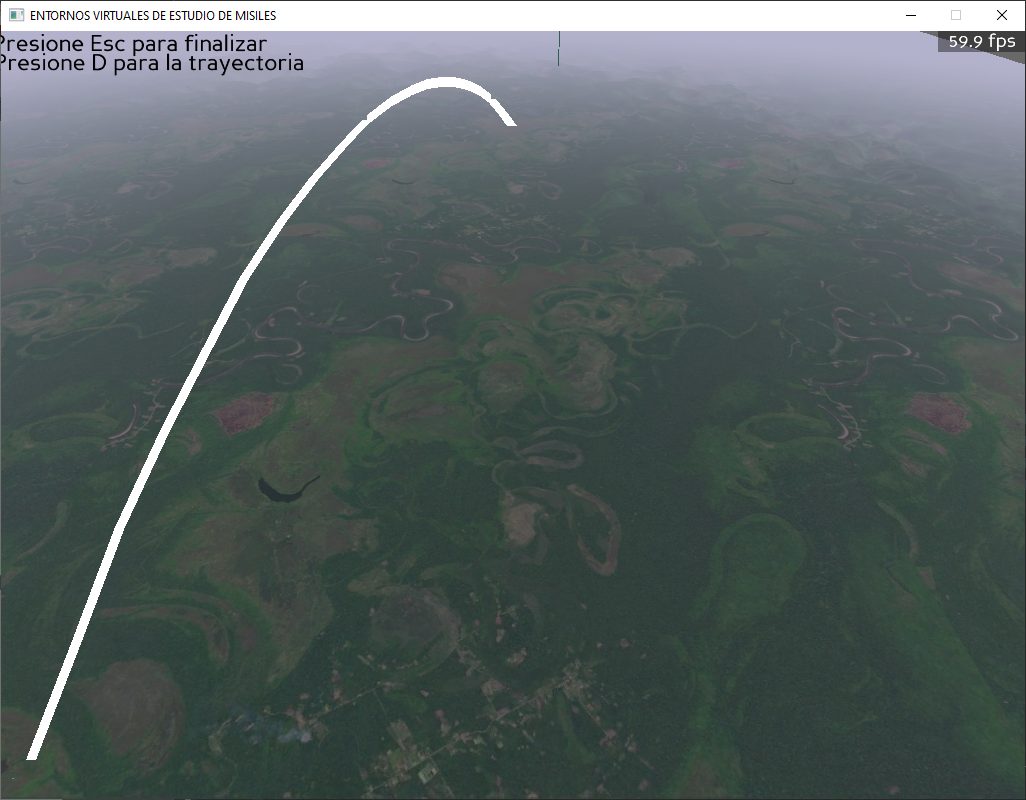 ENTORNOS VIRTUALES DE ESTUDIO DE MISILES
Presione Esc para finalizar
59.9 fps
Presione D para la trayectoria